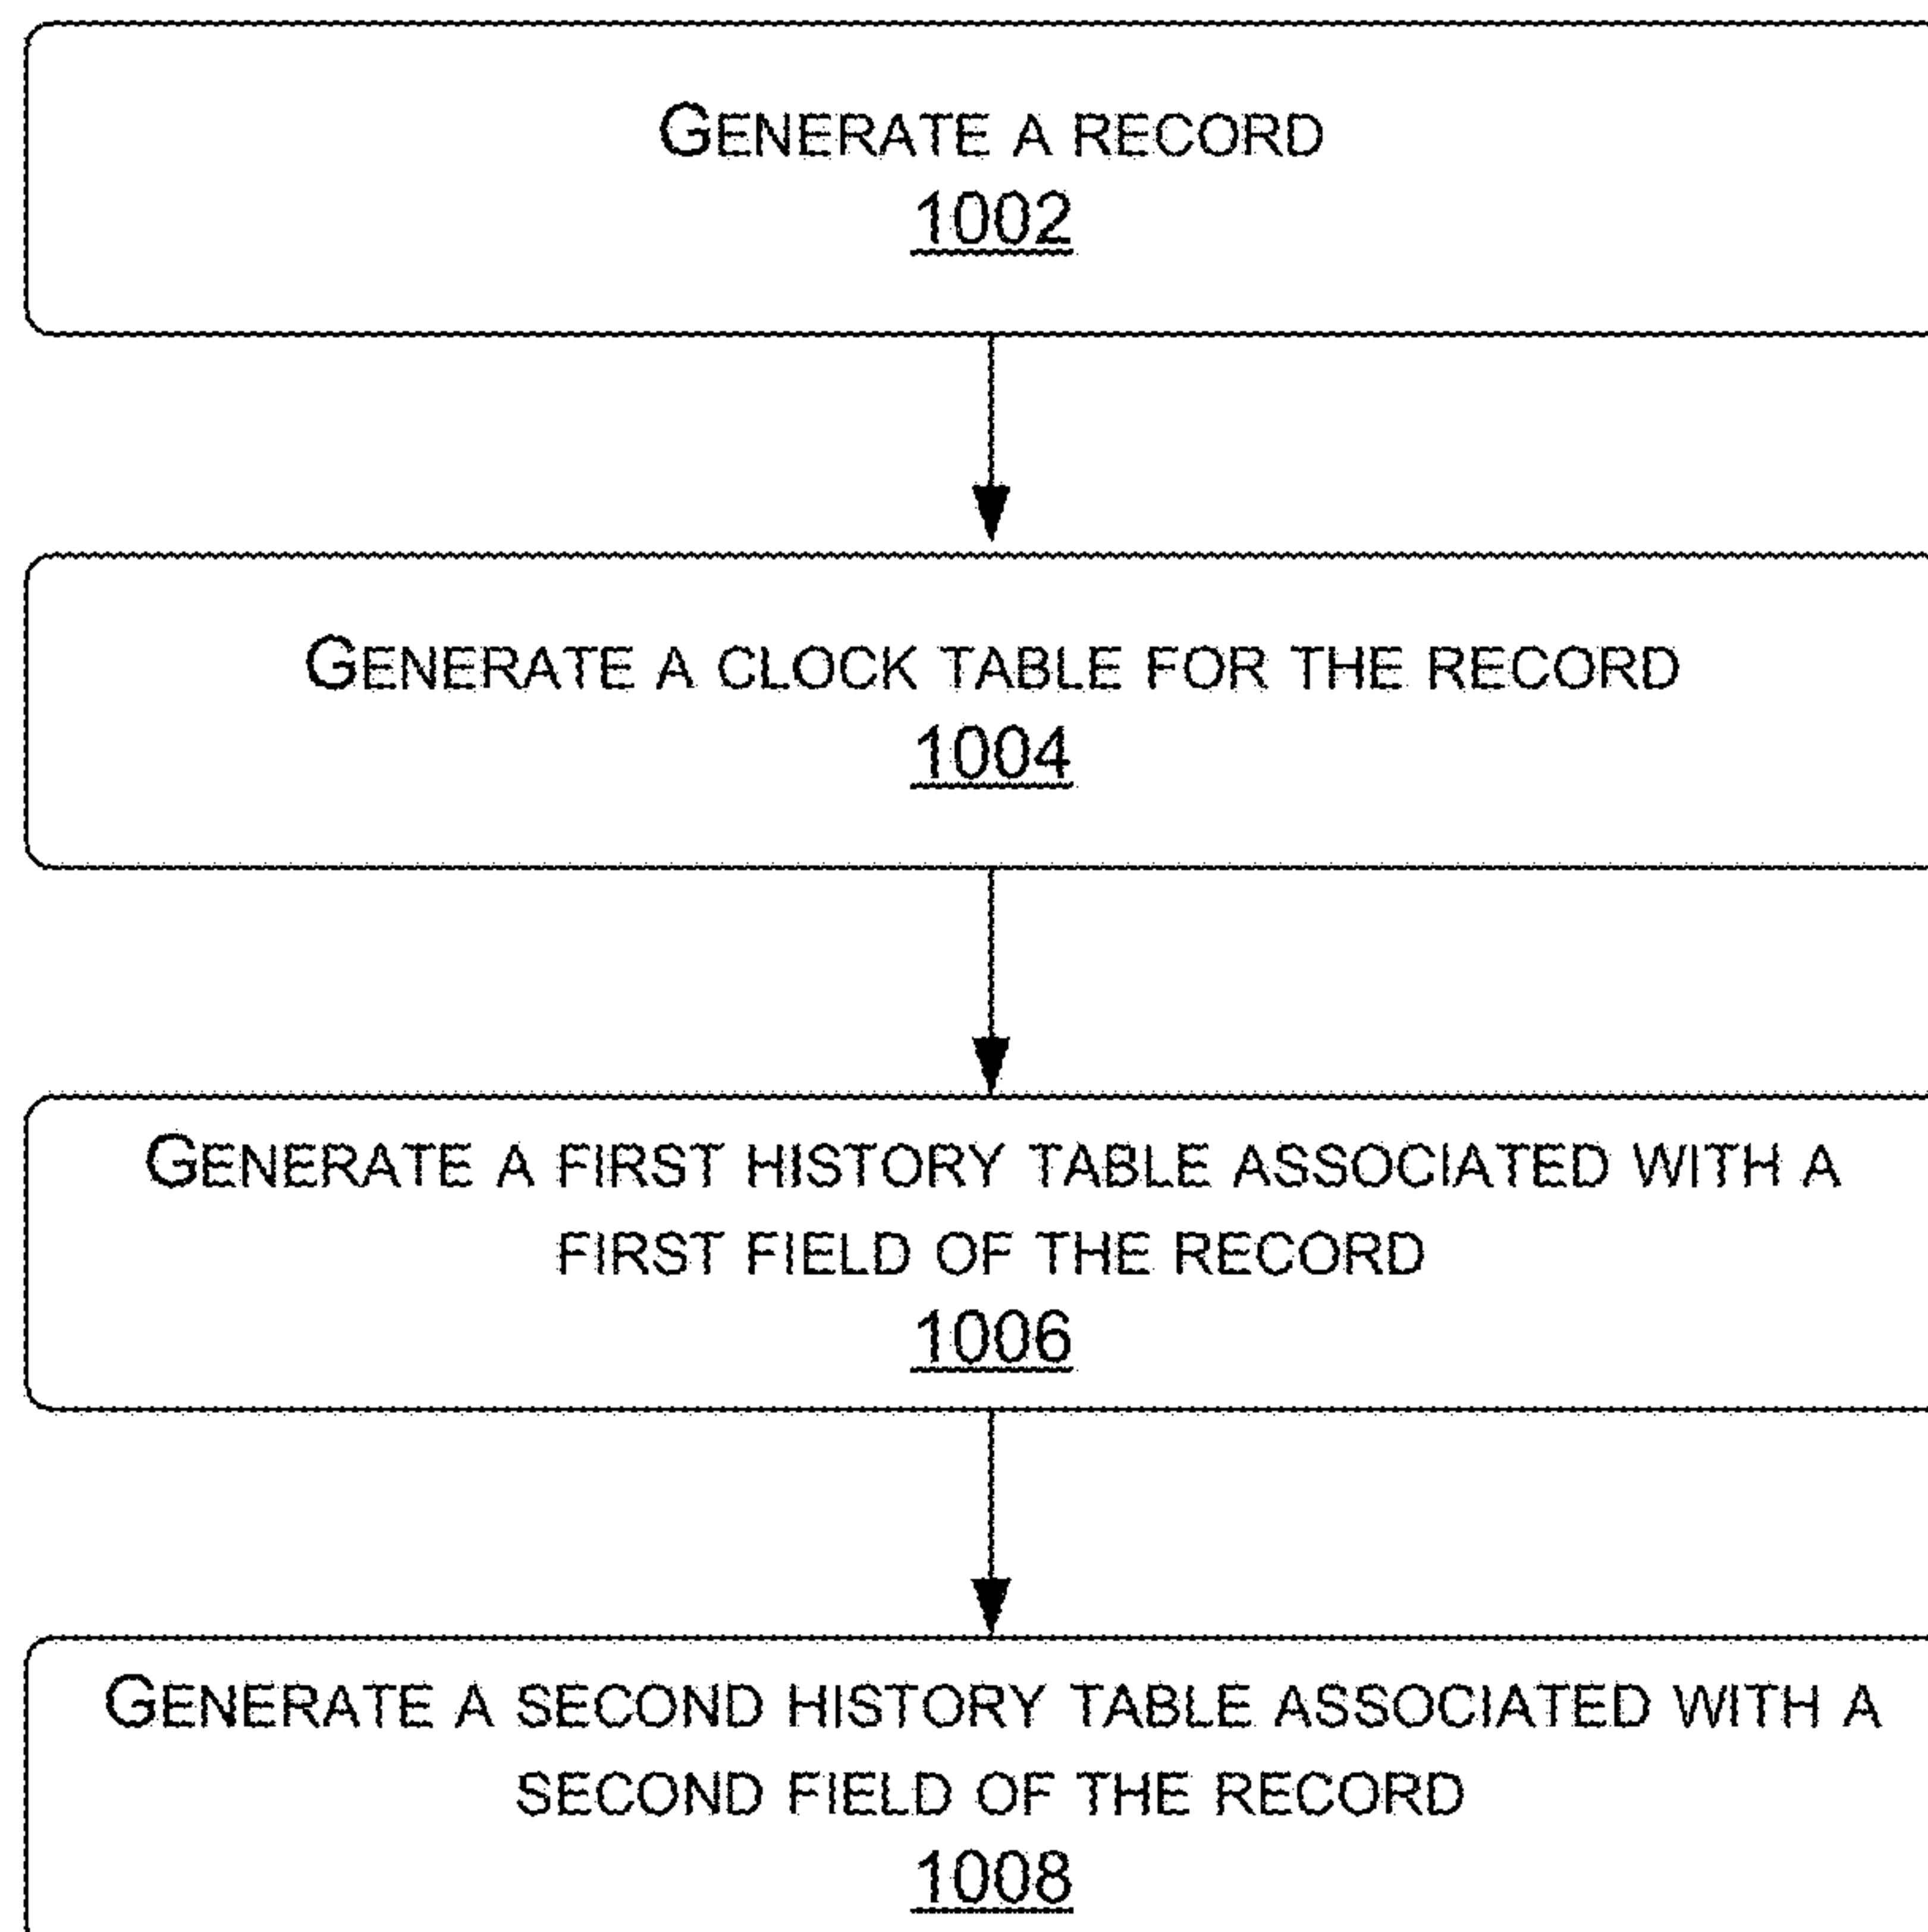 GENERATE A RECORD
1002
GENERATE A CLOCK TABLE FOR THE RECORD
1004
GENERATE A FIRST HISTORY TABLE ASSOCIATED WITH A
FIRST FIELD OF THE RECORD
1006
GENERATE A SECOND HISTORY TABLE ASSOCIATED WITH A
SECOND FIELD OF THE RECORD
1008